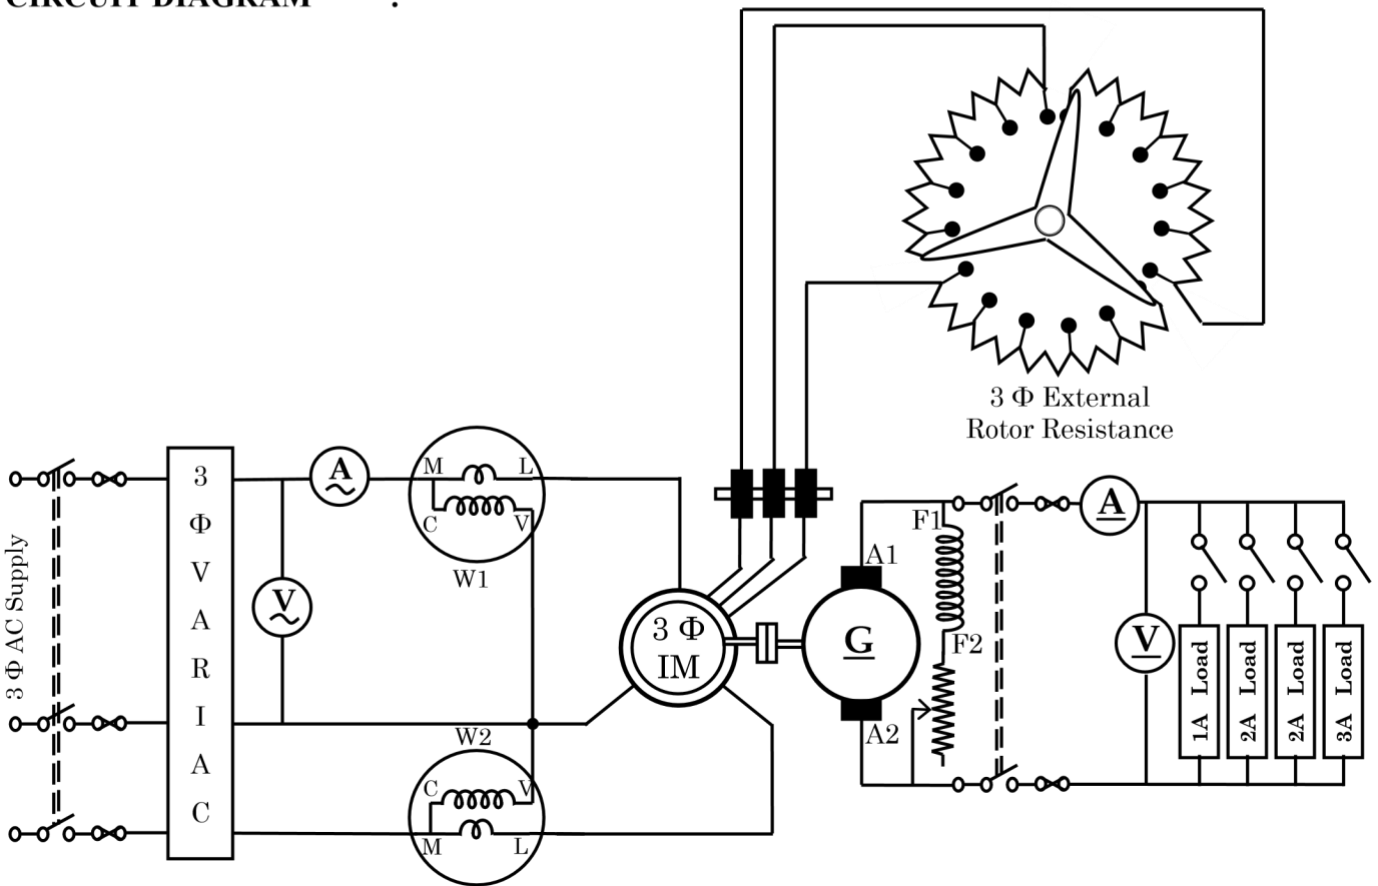 CIRCUIT DIAGRAM :
3 Φ External
Rotor Resistance
3 Φ AC Supply
3
Φ
V
A
R
I
A
C
A
V
M L
C V
W1
W2
C V
M L
3 Φ
IM
A1
G
A2
F1
F2
A
V
1A Load
2A Load
2A Load
3A Load